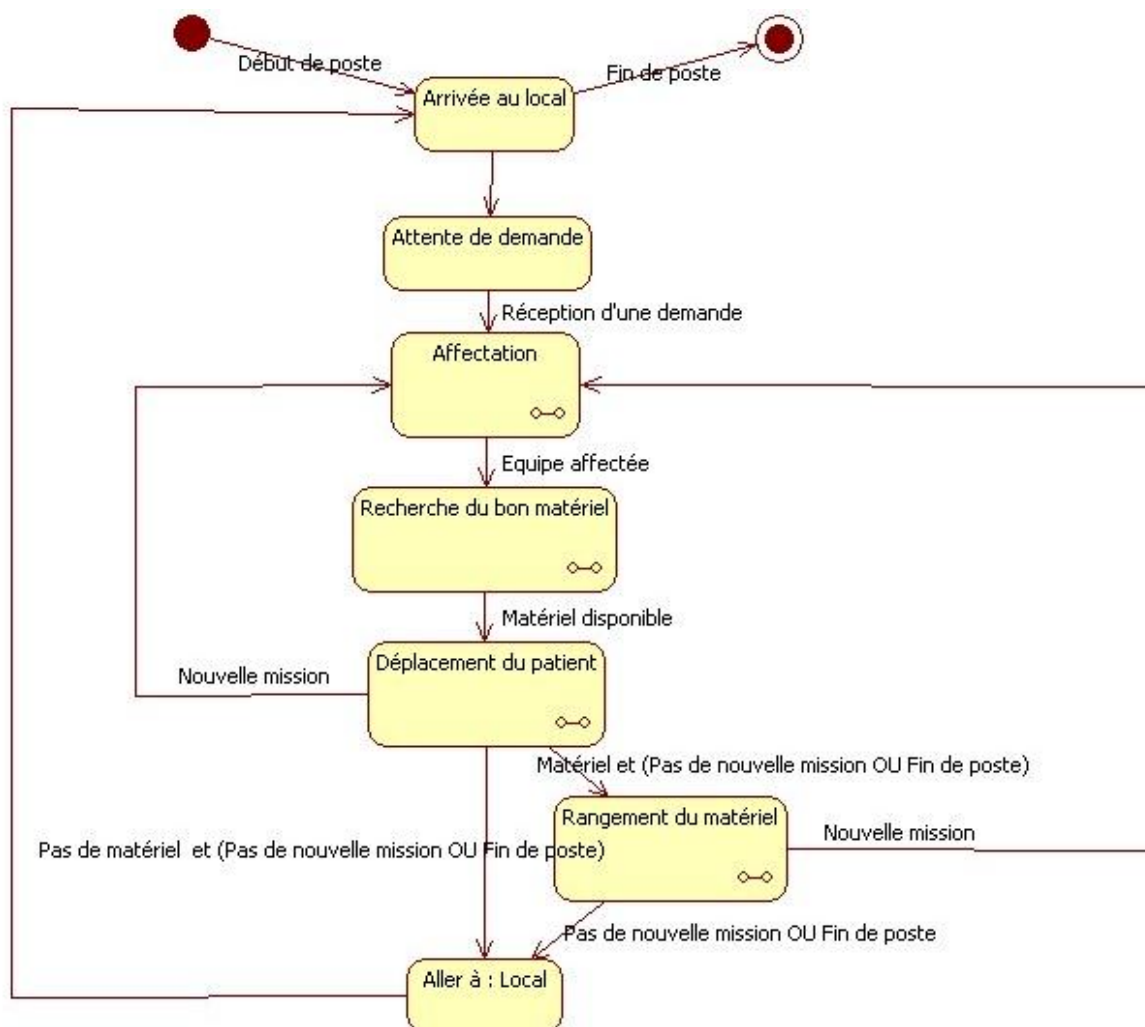 Début de poste
Fin de poste
Arrivée au local
Attente de demande
Réception d'une demande
Affectation
Equipe affectée
Recherche du bon matériel
Matériel disponible
Déplacement du patient
Nouvelle mission
Matériel et (Pas de nouvelle mission OU Fin de poste)
Rangement du matériel
Nouvelle mission
Pas de matériel et (Pas de nouvelle mission OU Fin de poste)
Pas de nouvelle mission OU Fin de poste
Aller à : Local